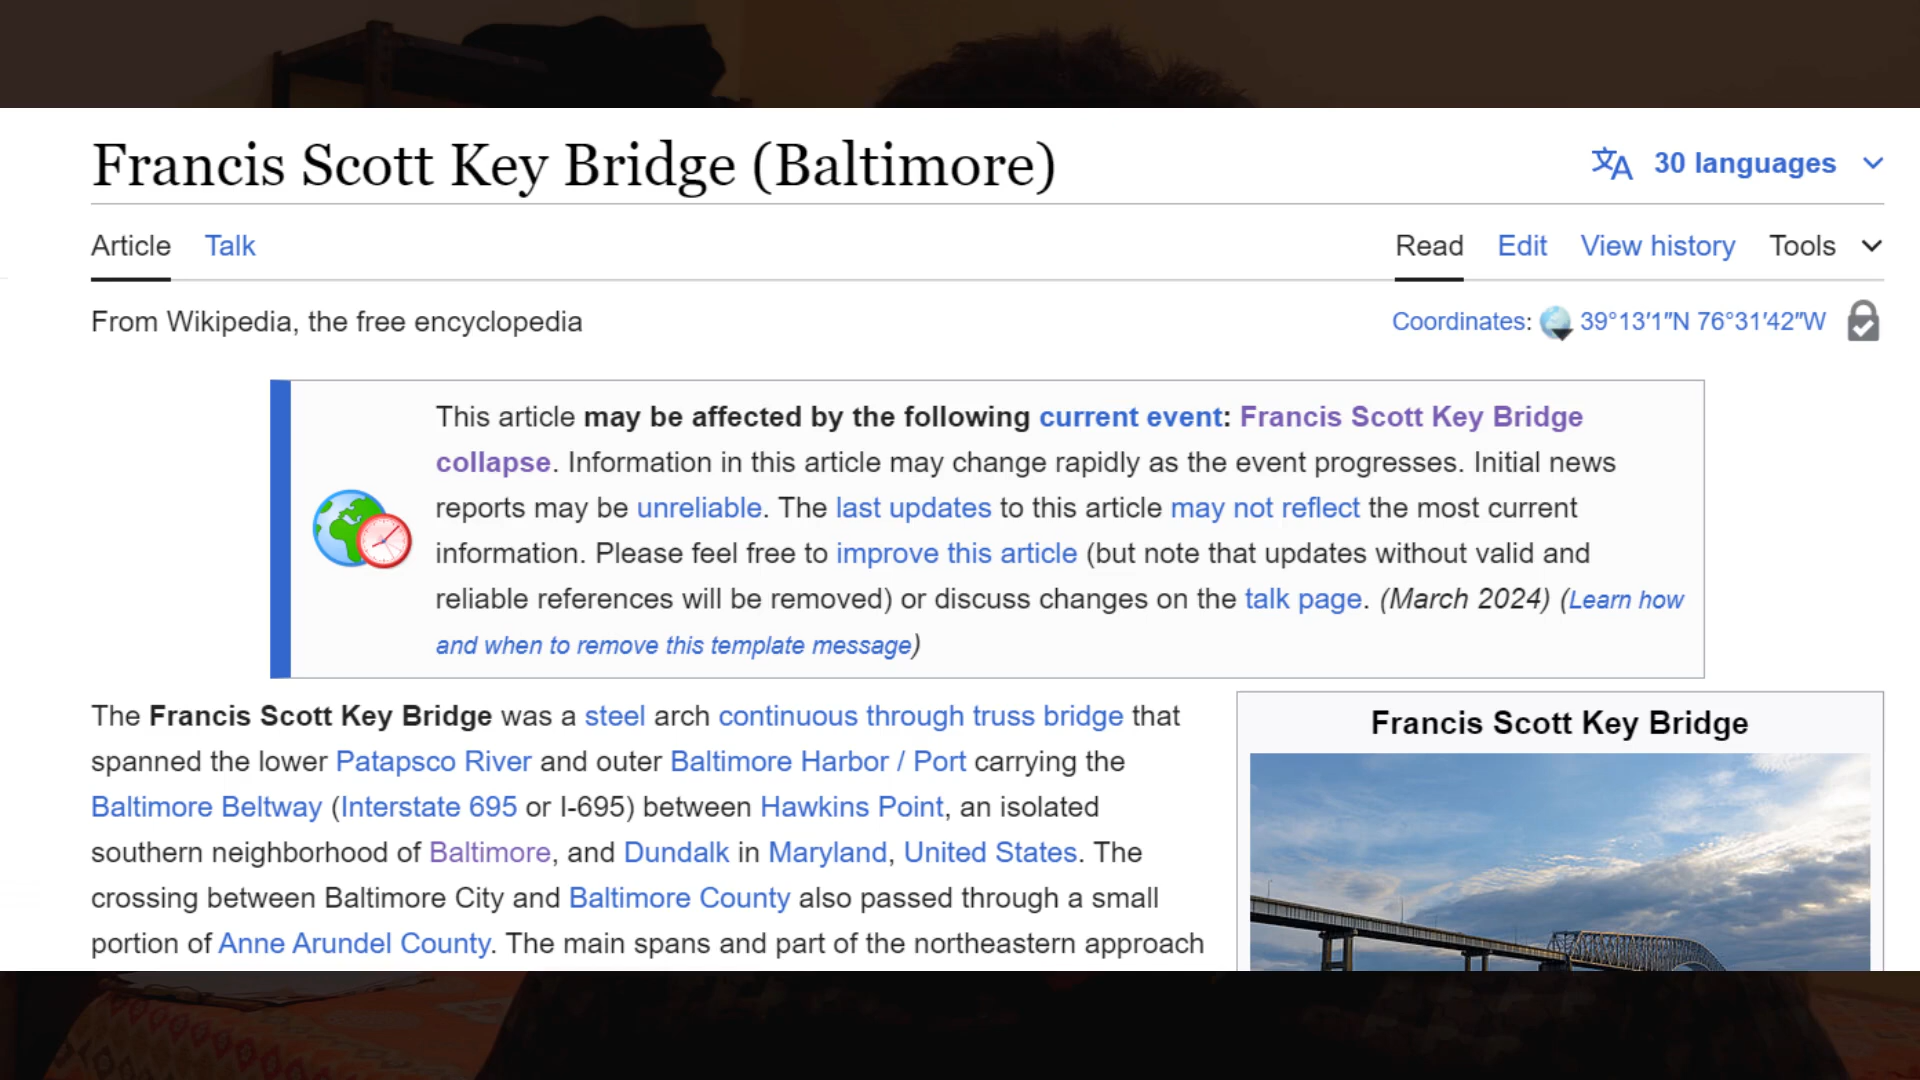 Francis Scott Key Bridge (Baltimore)
30 languages
Article Talk
Read Edit View history Tools
From Wikipedia, the free encyclopedia
Coordinates: 39°13′1″N 76°31′42″W
This article may be affected by the following current event: Francis Scott Key Bridge
collapse. Information in this article may change rapidly as the event progresses. Initial news
reports may be unreliable. The last updates to this article may not reflect the most current
information. Please feel free to improve this article (but note that updates without valid and
reliable references will be removed) or discuss changes on the talk page. (March 2024) (Learn how
and when to remove this template message)
The Francis Scott Key Bridge was a steel arch continuous through truss bridge that
spanned the lower Patapsco River and outer Baltimore Harbor / Port carrying the
Baltimore Beltway (Interstate 695 or I-695) between Hawkins Point, an isolated
southern neighborhood of Baltimore, and Dundalk in Maryland, United States. The
crossing between Baltimore City and Baltimore County also passed through a small
portion of Anne Arundel County. The main spans and part of the northeastern approach
Francis Scott Key Bridge